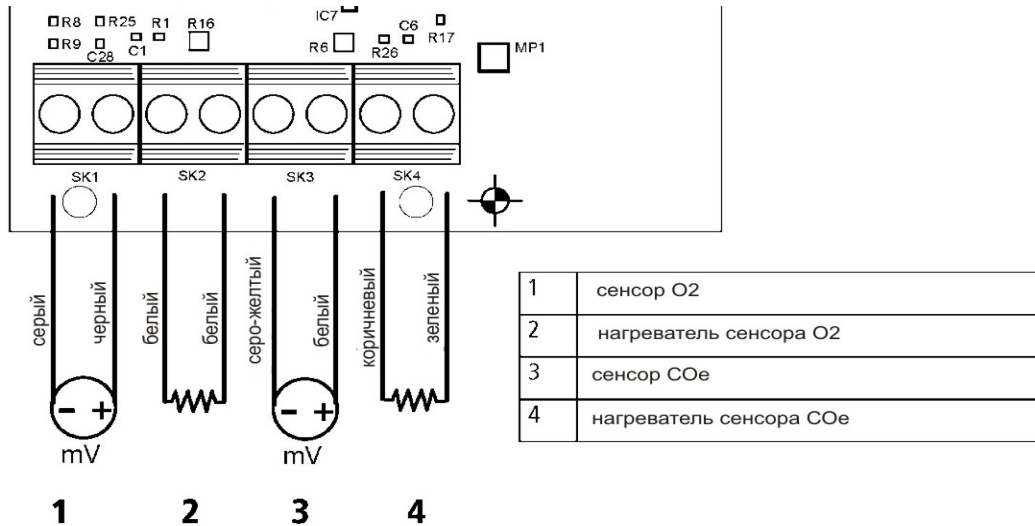 R8 R25 R1 R16 IC7 C6
R9 C28 C1 R6 R26 R17 MP1
SK1 SK2 SK3 SK4
серый
черный
белый
белый
серо-желтый
белый
коричневый
зеленый
- +
- +
mV
mV
1 2 3 4
1 сенсор O2
2 нагреватель сенсора O2
3 сенсор COe
4 нагреватель сенсора COe